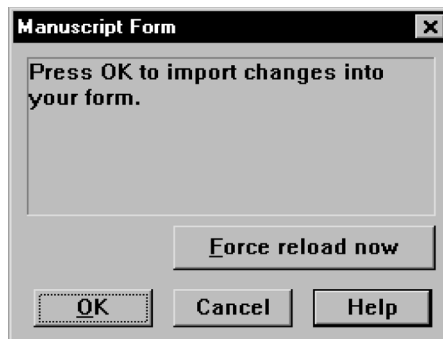 Manuscript Form
Press OK to import changes into
your form.
Force reload now
OK Cancel Help